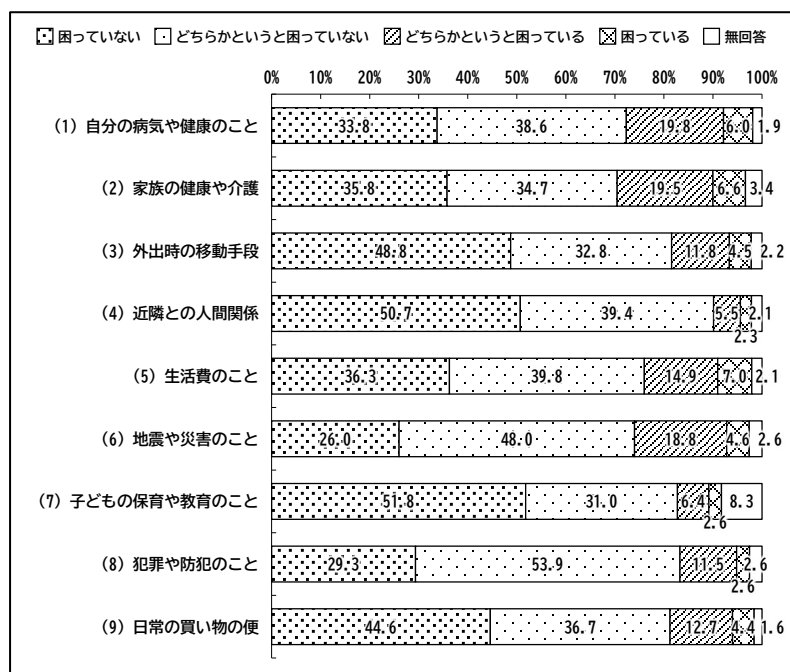 困っていない どちらかというと困っていない どちらかというと困っている 困っている 無回答
0% 10% 20% 30% 40% 50% 60% 70% 80% 90% 100%
(1) 自分の病気や健康のこと 33.8 38.6 19.8 6.0 1.9
(2) 家族の健康や介護 35.8 34.7 19.5 6.6 3.4
(3) 外出時の移動手段 48.8 32.8 11.8 4.5 2.2
(4) 近隣との人間関係 50.7 39.4 5.5 2.3 2.1
(5) 生活費のこと 36.3 39.8 14.9 7.0 2.1
(6) 地震や災害のこと 26.0 48.0 18.8 4.6 2.6
(7) 子どもの保育や教育のこと 51.8 31.0 6.4 2.6 8.3
(8) 犯罪や防犯のこと 29.3 53.9 11.5 2.6 2.6
(9) 日常の買い物の便 44.6 36.7 12.7 4.4 1.6